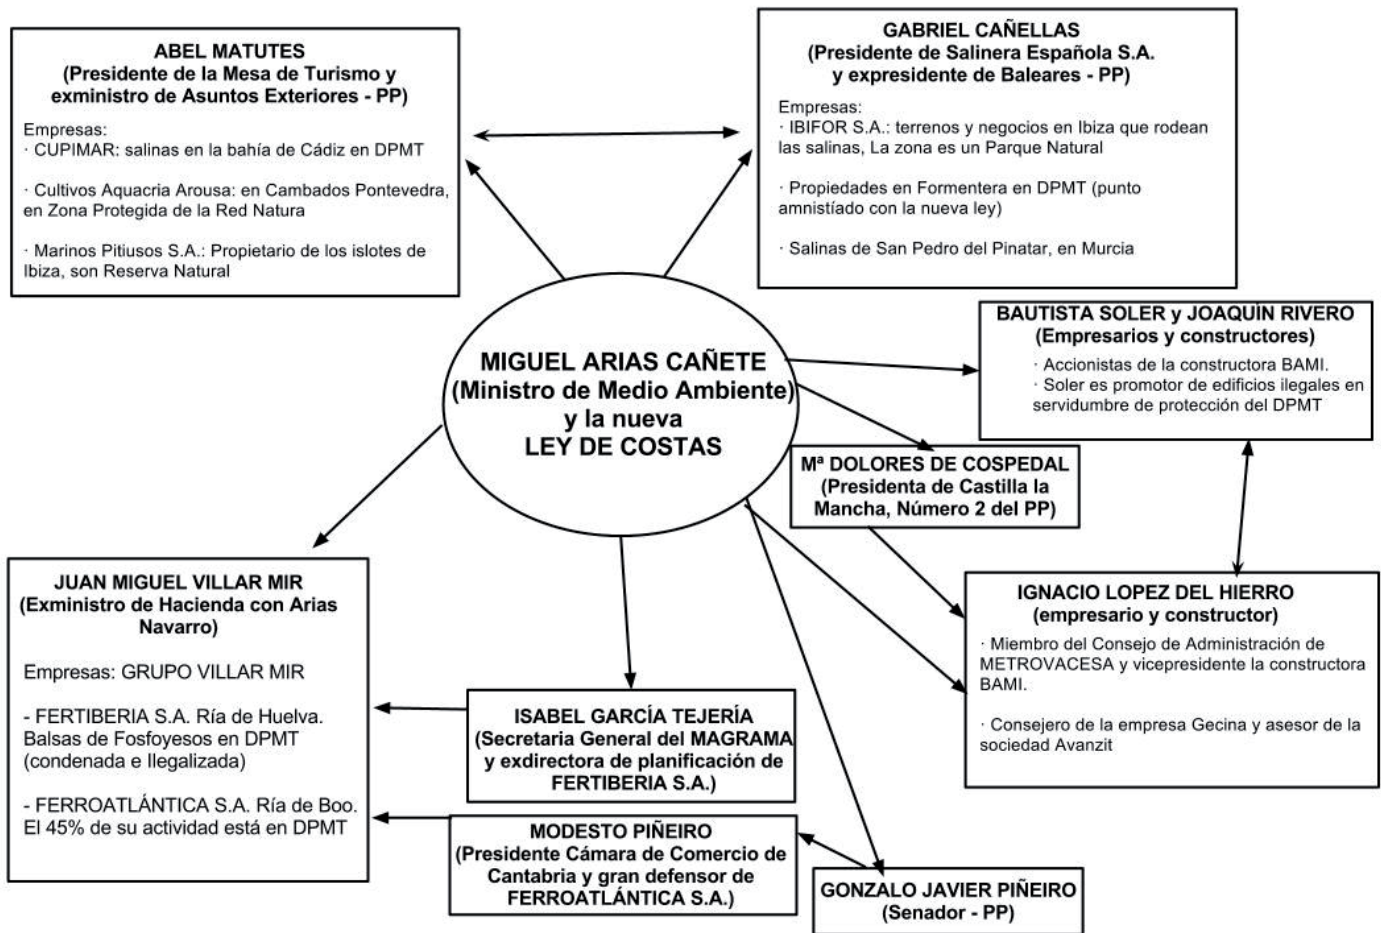 ABEL MATUTES
(Presidente de la Mesa de Turismo y
exministro de Asuntos Exteriores - PP)
Empresas:
· CUPIMAR: salinas en la bahía de Cádiz en DPMT
· Cultivos Aquacria Arousa: en Cambados Pontevedra,
en Zona Protegida de la Red Natura
· Marinos Pitiusos S.A.: Propietario de los islotes de
Ibiza, son Reserva Natural
GABRIEL CAÑELLAS
(Presidente de Salinera Española S.A.
y expresidente de Baleares - PP)
Empresas:
· IBIFOR S.A.: terrenos y negocios en Ibiza que rodean
las salinas, La zona es un Parque Natural
· Propiedades en Formentera en DPMT (punto
amnistíado con la nueva ley)
· Salinas de San Pedro del Pinatar, en Murcia
MIGUEL ARIAS CAÑETE
(Ministro de Medio Ambiente)
y la nueva
LEY DE COSTAS
BAUTISTA SOLER y JOAQUÍN RIVERO
(Empresarios y constructores)
· Accionistas de la constructora BAMI.
· Soler es promotor de edificios ilegales en
servidumbre de protección del DPMT
Mª DOLORES DE COSPEDAL
(Presidenta de Castilla la
Mancha, Número 2 del PP)
IGNACIO LOPEZ DEL HIERRO
(empresario y constructor)
· Miembro del Consejo de Administración de
METROVACESA y vicepresidente la constructora
BAMI.
· Consejero de la empresa Gecina y asesor de la
sociedad Avanzit
JUAN MIGUEL VILLAR MIR
(Exministro de Hacienda con Arias
Navarro)
Empresas: GRUPO VILLAR MIR
- FERTIBERIA S.A. Ría de Huelva.
Balsas de Fosfoyesos en DPMT
(condenada e Ilegalizada)
- FERROATLÁNTICA S.A. Ría de Boo.
El 45% de su actividad está en DPMT
ISABEL GARCÍA TEJERÍA
(Secretaria General del MAGRAMA
y exdirectora de planificación de
FERTIBERIA S.A.)
MODESTO PIÑEIRO
(Presidente Cámara de Comercio de
Cantabria y gran defensor de
FERROATLÁNTICA S.A.)
GONZALO JAVIER PIÑEIRO
(Senador - PP)